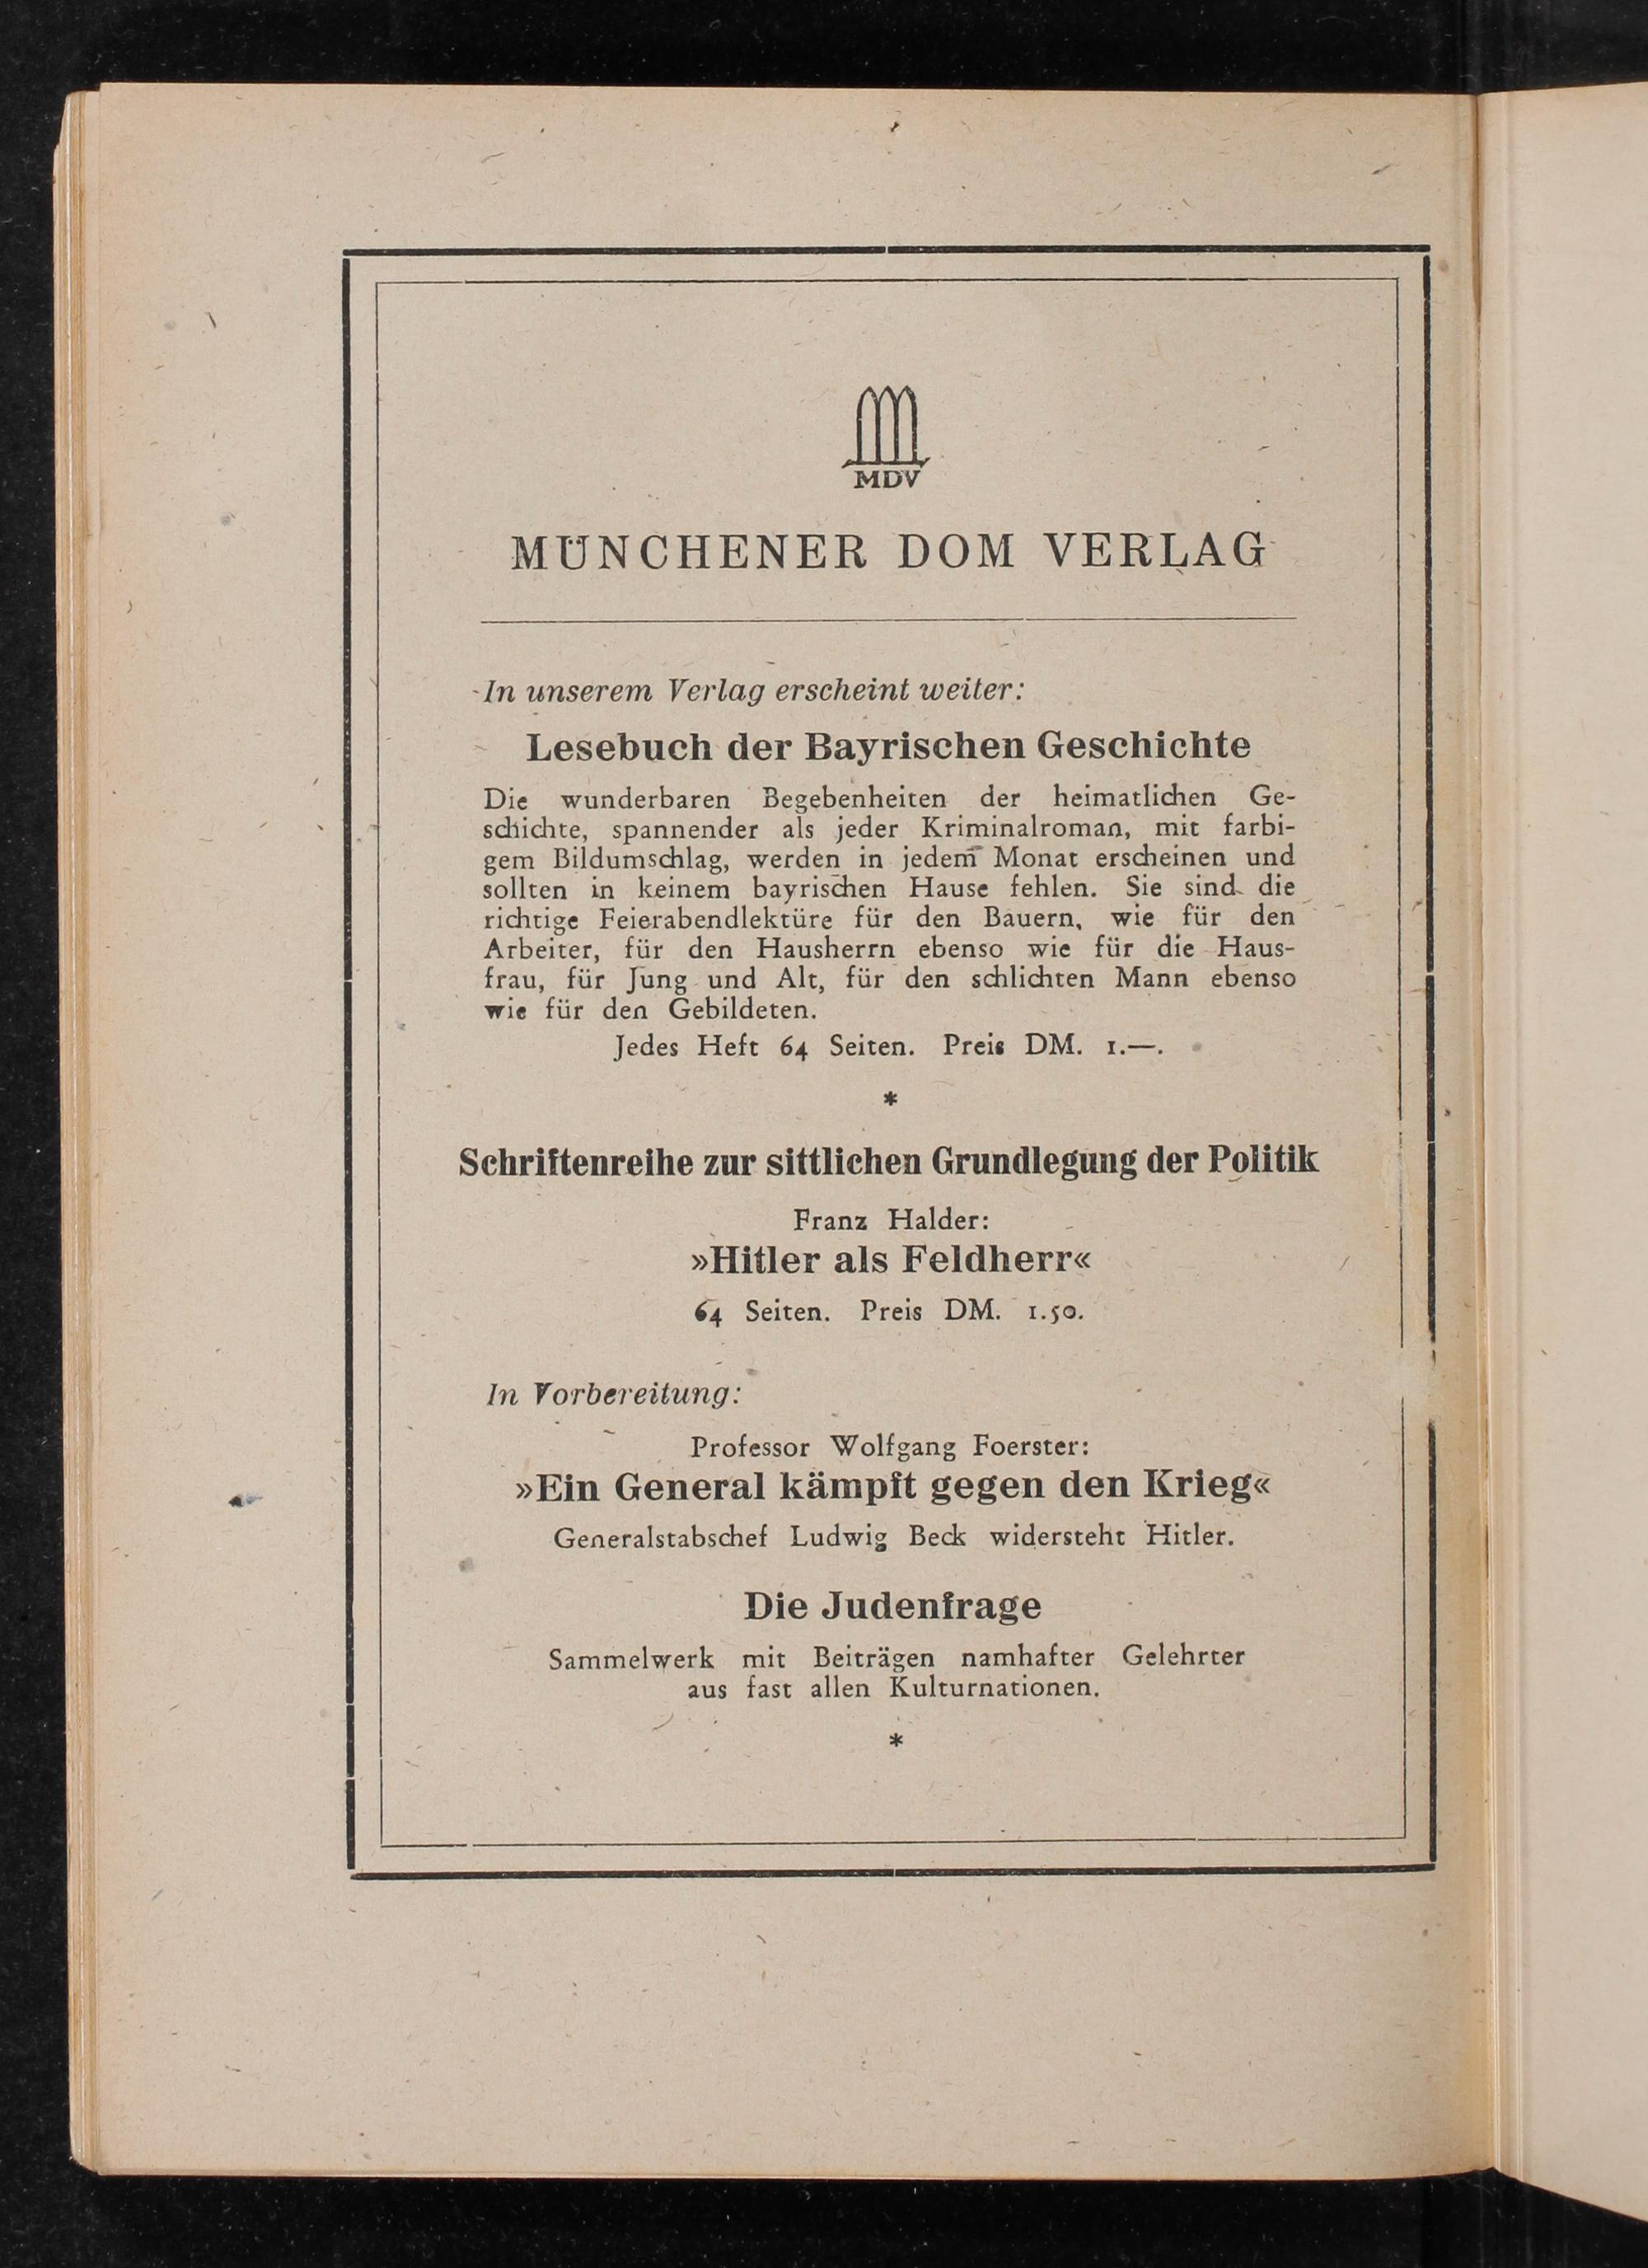 MDV
MÜNCHENER DOM VERLAG
In unserem Verlag erscheint weiter:
Lesebuch der Bayrischen Geschichte
Die wunderbaren Begebenheiten der heimatlichen Ge-
schichte, spannender als jeder Kriminalroman, mit farbi-
gem Bildumschlag, werden in jedem Monat erscheinen und
sollten in keinem bayrischen Hause fehlen. Sie sind die
richtige Feierabendlektüre für den Bauern, wie für den
Arbeiter, für den Hausherrn ebenso wie für die Haus-
frau, für Jung und Alt, für den schlichten Mann ebenso
wie für den Gebildeten.
Jedes Heft 64 Seiten. Preis DM. 1.—.
*
Schriftenreihe zur sittlichen Grundlegung der Politik
Franz Halder:
»Hitler als Feldherr«
64 Seiten. Preis DM. 1.50.
In Vorbereitung:
Professor Wolfgang Foerster:
»Ein General kämpft gegen den Krieg«
Generalstabschef Ludwig Beck widersteht Hitler.
Die Judenfrage
Sammelwerk mit Beiträgen namhafter Gelehrter
aus fast allen Kulturnationen.
*